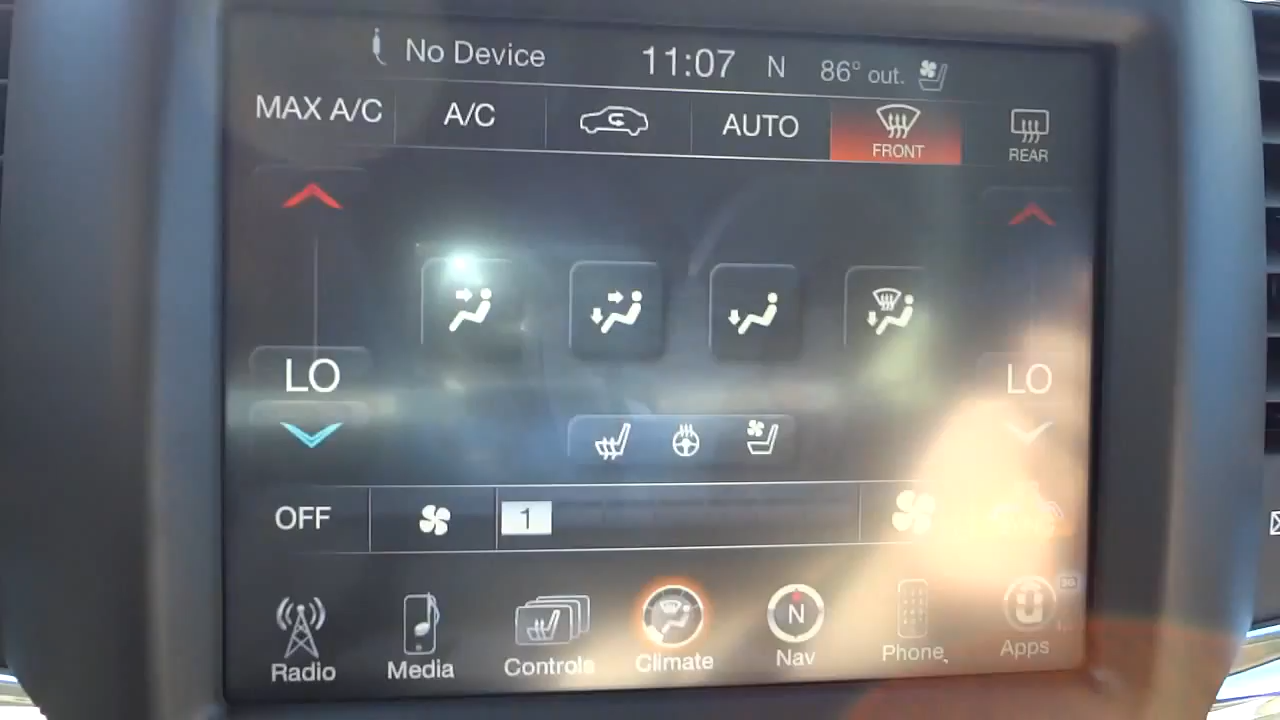 No Device 11:07 N 86° out.
MAX A/C A/C AUTO FRONT REAR
LO LO
OFF 1
N
Radio Media Controls Climate Nav Phone Apps